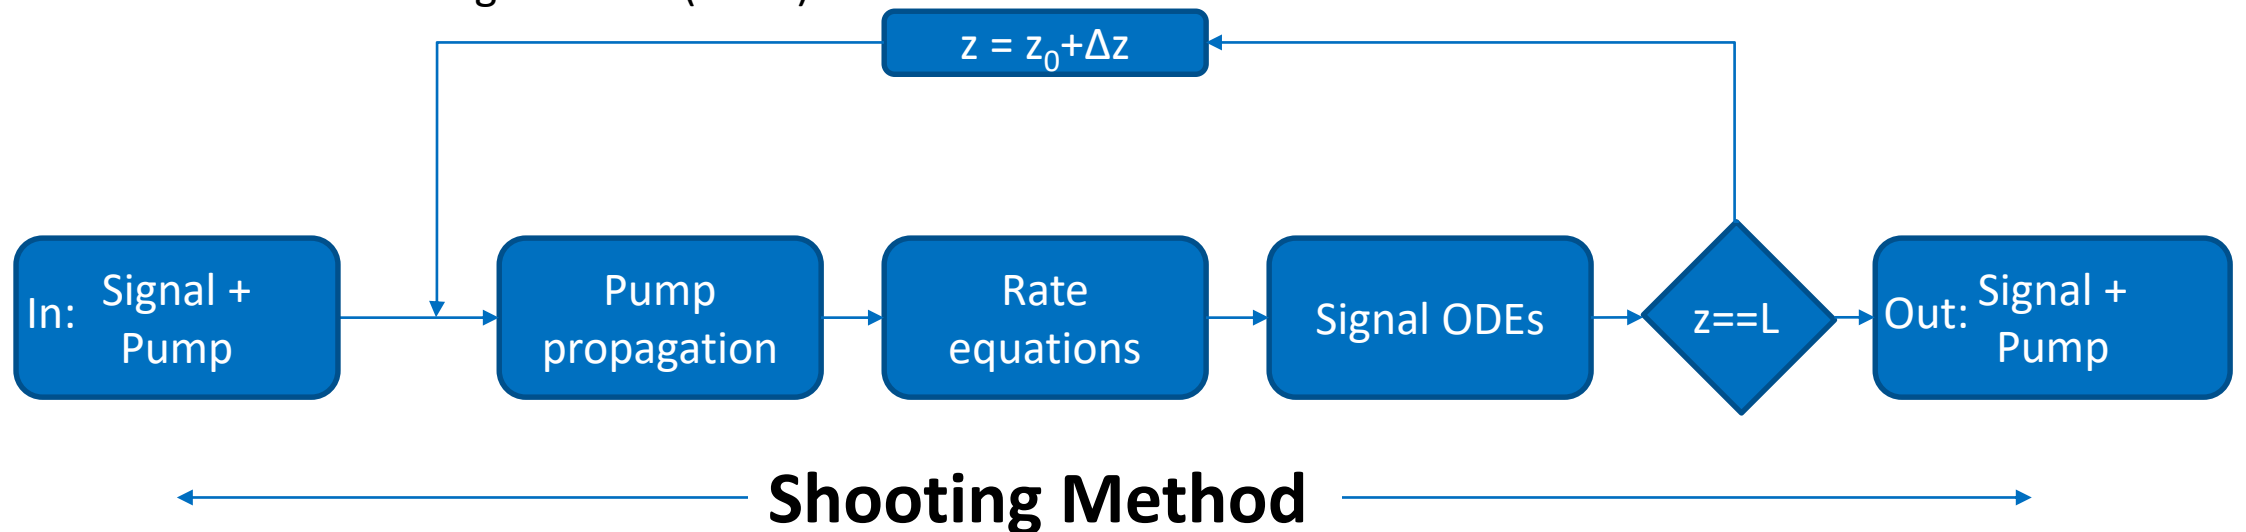 z = z₀+Δz
In:
Signal +
Pump
Pump
propagation
Rate
equations
Signal ODEs
z==L
Out:
Signal +
Pump
Shooting Method